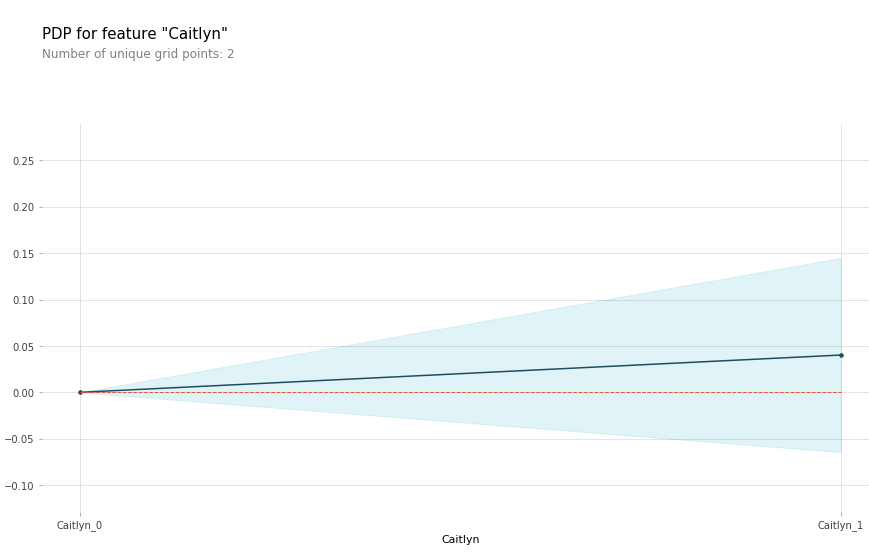 PDP for feature "Caitlyn"
Number of unique grid points: 2
0.25
0.20
0.15
0.10
0.05
0.00
−0.05
−0.10
Caitlyn_0
Caitlyn_1
Caitlyn